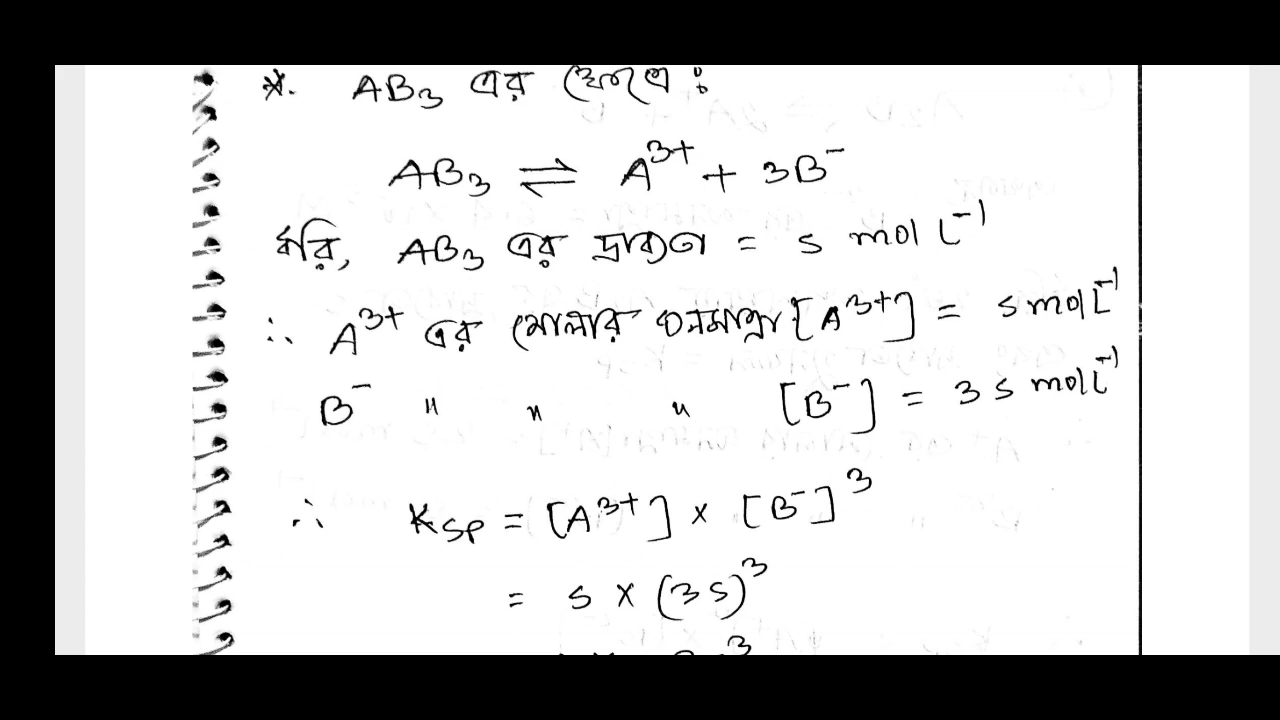 *. AB₃ এর ক্ষেত্রে :
AB₃ ⇌ A³⁺ + 3B⁻
ধরি, AB₃ এর দ্রাব্যতা = s mol L⁻¹
∴ A³⁺ এর মোলার ঘনমাত্রা [A³⁺] = s mol L⁻¹
B⁻ " " " [B⁻] = 3s mol L⁻¹
∴ Ksp = [A³⁺] × [B⁻]³
= s × (3s)³